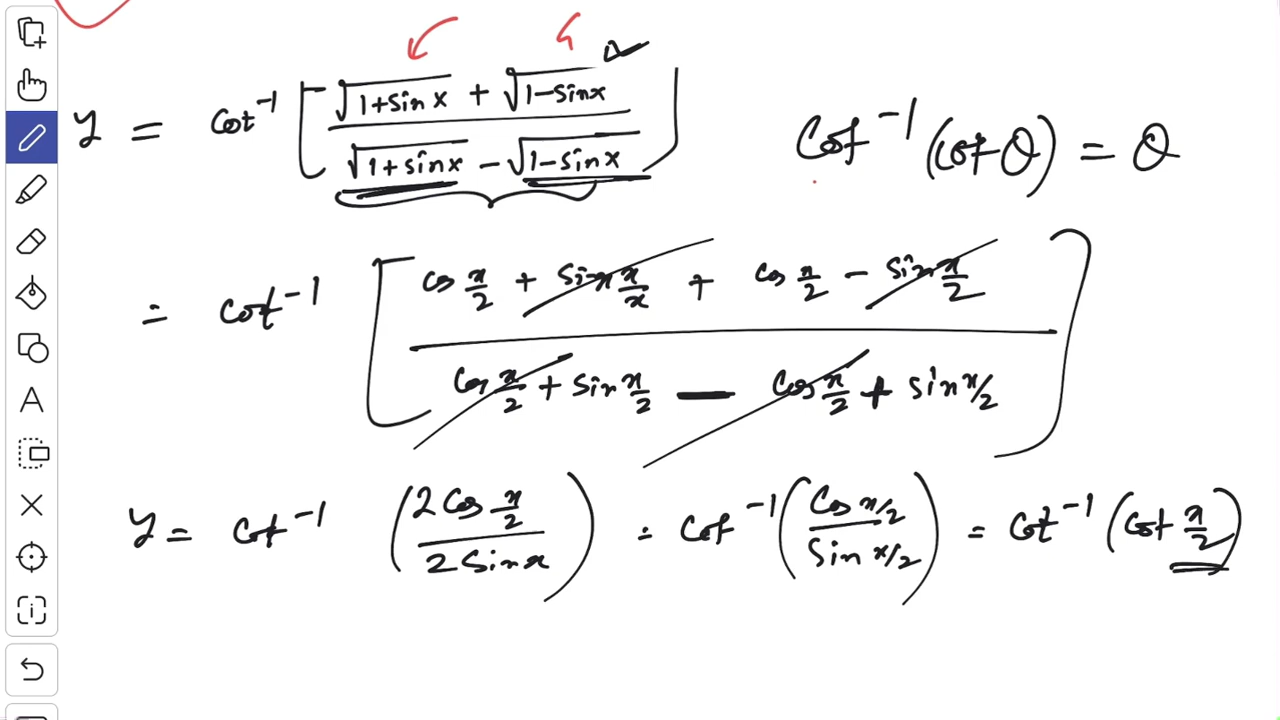 y = cot⁻¹ [ (√(1+sin x) + √(1-sin x)) / (√(1+sin x) - √(1-sin x)) ]
cot⁻¹ (cot θ) = θ
= cot⁻¹ [ (cos x/2 + sin x x/x + cos x/2 - sin x/2) / (cos x/2 + sin x/2 - cos x/2 + sin x/2) ]
y = cot⁻¹ (2 cos x/2 / 2 sin x) = cot⁻¹ (cos x/2 / sin x/2) = cot⁻¹ (cot x/2)